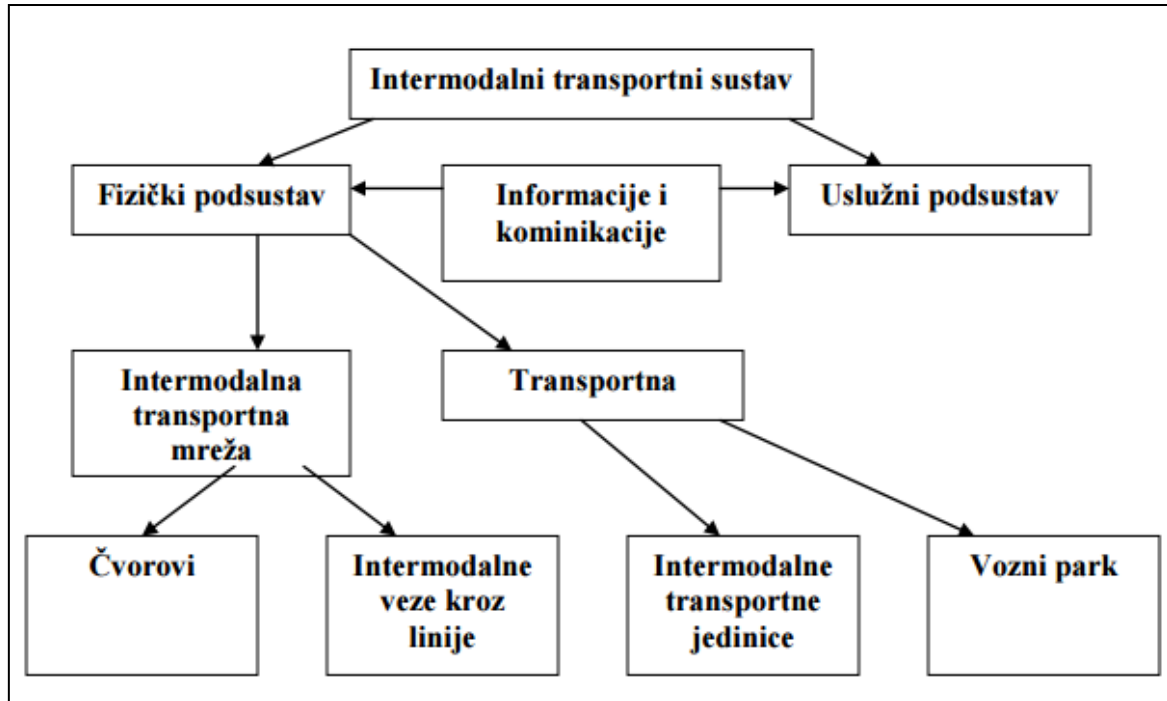 Intermodalni transportni sustav
Fizički podsustav
Informacije i
kominikacije
Uslužni podsustav
Intermodalna
transportna
mreža
Transportna
Čvorovi
Intermodalne
veze kroz
linije
Intermodalne
transportne
jedinice
Vozni park